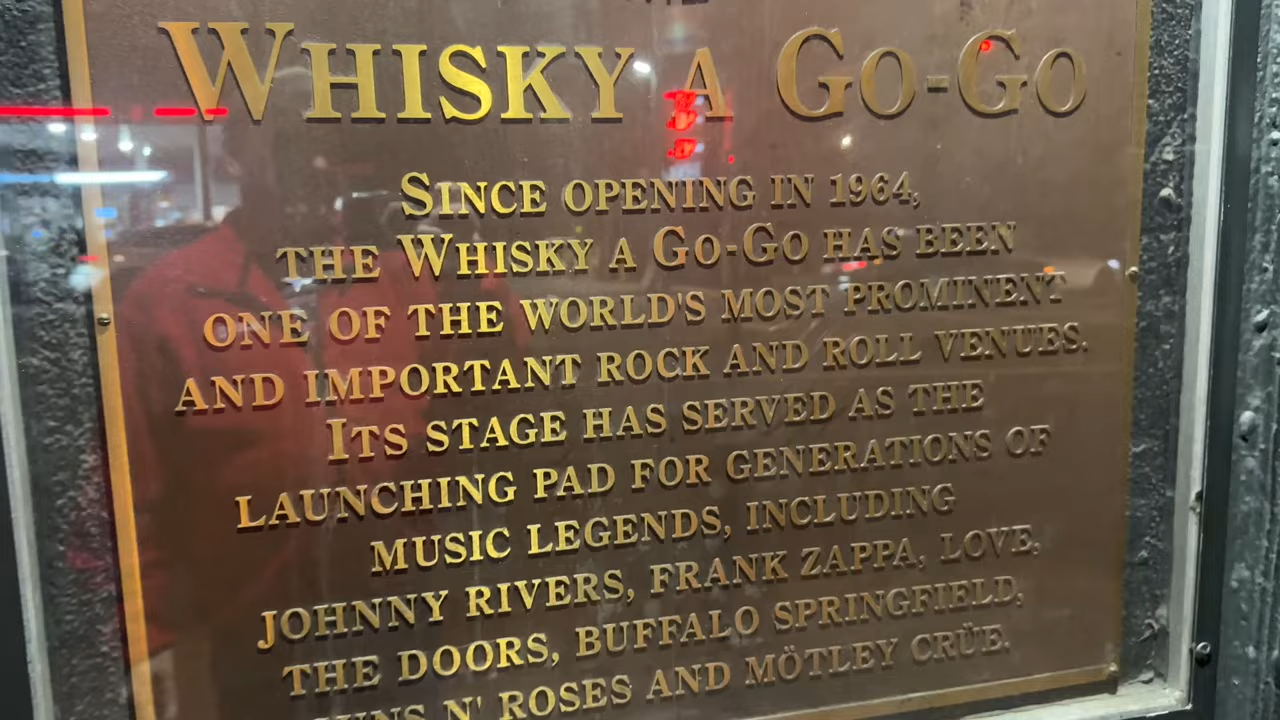 Whisky a Go-Go
Since opening in 1964,
the Whisky a Go-Go has been
one of the world's most prominent
and important rock and roll venues.
Its stage has served as the
launching pad for generations of
music legends, including
Johnny Rivers, Frank Zappa, Love,
The Doors, Buffalo Springfield,
Guns N' Roses and Mötley Crüe.